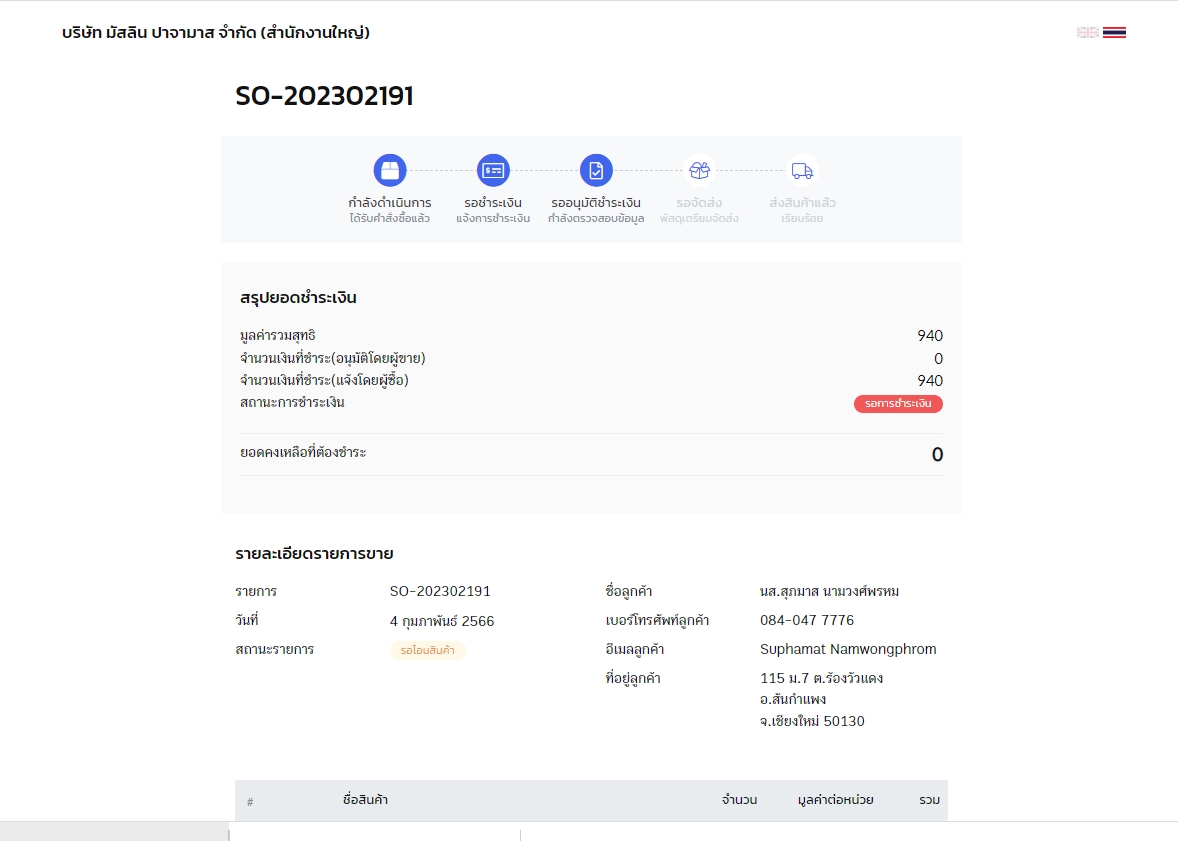 บริษัท มัสลิน ปาจามาส จำกัด (สำนักงานใหญ่)
SO-202302191
กำลังดำเนินการ รอชำระเงิน รออนุมัติชำระเงิน รอจัดส่ง ส่งสินค้าแล้ว
ได้รับคำสั่งซื้อแล้ว แจ้งการชำระเงิน กำลังตรวจสอบข้อมูล พัสดุเตรียมจัดส่ง เรียบร้อย
สรุปยอดชำระเงิน
มูลค่ารวมสุทธิ 940
จำนวนเงินที่ชำระ(อนุมัติโดยผู้ขาย) 0
จำนวนเงินที่ชำระ(แจ้งโดยผู้ซื้อ) 940
สถานะการชำระเงิน รอการชำระเงิน
ยอดคงเหลือที่ต้องชำระ 0
รายละเอียดรายการขาย
รายการ SO-202302191 ชื่อลูกค้า นส.สุภมาส นามวงศ์พรหม
วันที่ 4 กุมภาพันธ์ 2566 เบอร์โทรศัพท์ลูกค้า 084-047 7776
สถานะรายการ รอโอนสินค้า อีเมลลูกค้า Suphamat Namwongphrom
ที่อยู่ลูกค้า 115 ม.7 ต.ร้องวัวแดง
อ.สันกำแพง
จ.เชียงใหม่ 50130
# ชื่อสินค้า จำนวน มูลค่าต่อหน่วย รวม